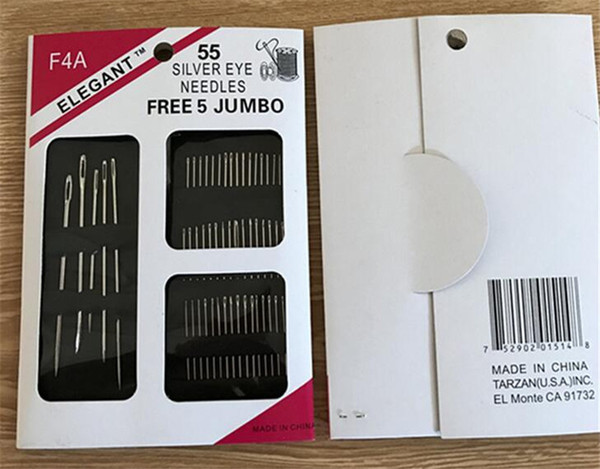 F4A
ELEGANT™
55
SILVER EYE
NEEDLES
FREE 5 JUMBO
MADE IN CHINA
7 52902 01514 8
MADE IN CHINA
TARZAN(U.S.A.)INC.
EL Monte CA 91732